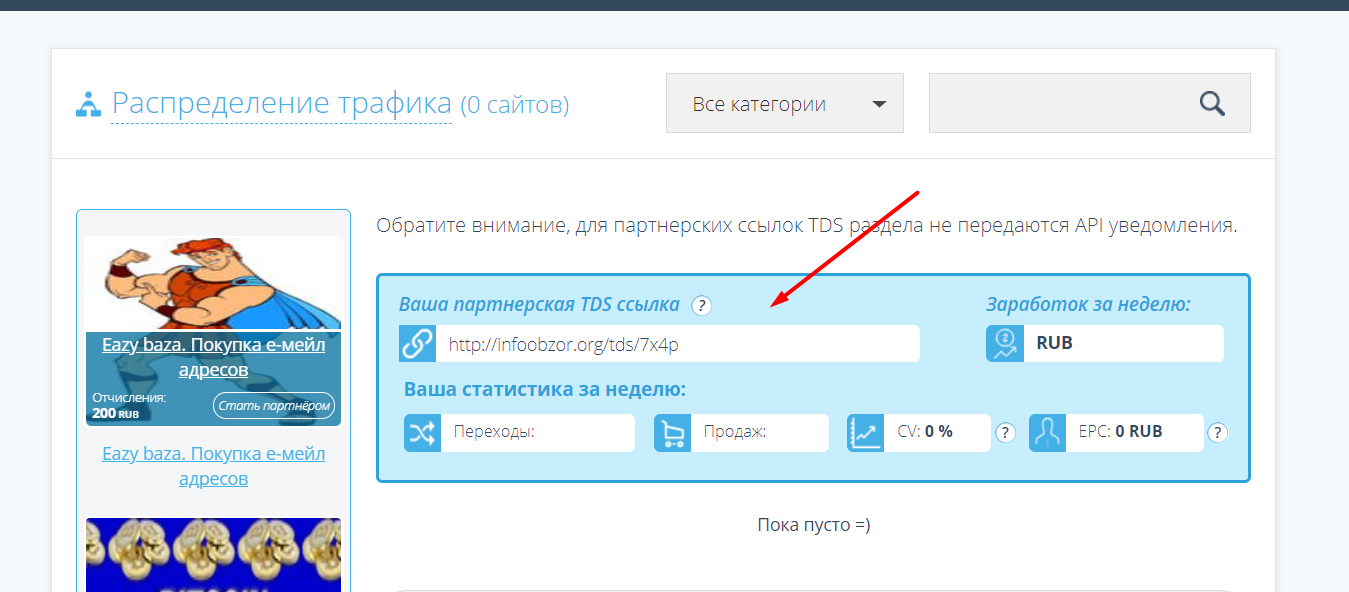 Распределение трафика (0 сайтов)
Все категории
Обратите внимание, для партнерских ссылок TDS раздела не передаются API уведомления.
Eazy baza. Покупка е-мейл
адресов
Отчисления:
200 RUB
Стать партнёром
Eazy baza. Покупка е-мейл
адресов
Ваша партнерская TDS ссылка ?
Заработок за неделю:
http://infoobzor.org/tds/7x4p
RUB
Ваша статистика за неделю:
Переходы:
Продаж:
CV: 0 % ?
EPC: 0 RUB ?
Пока пусто =)